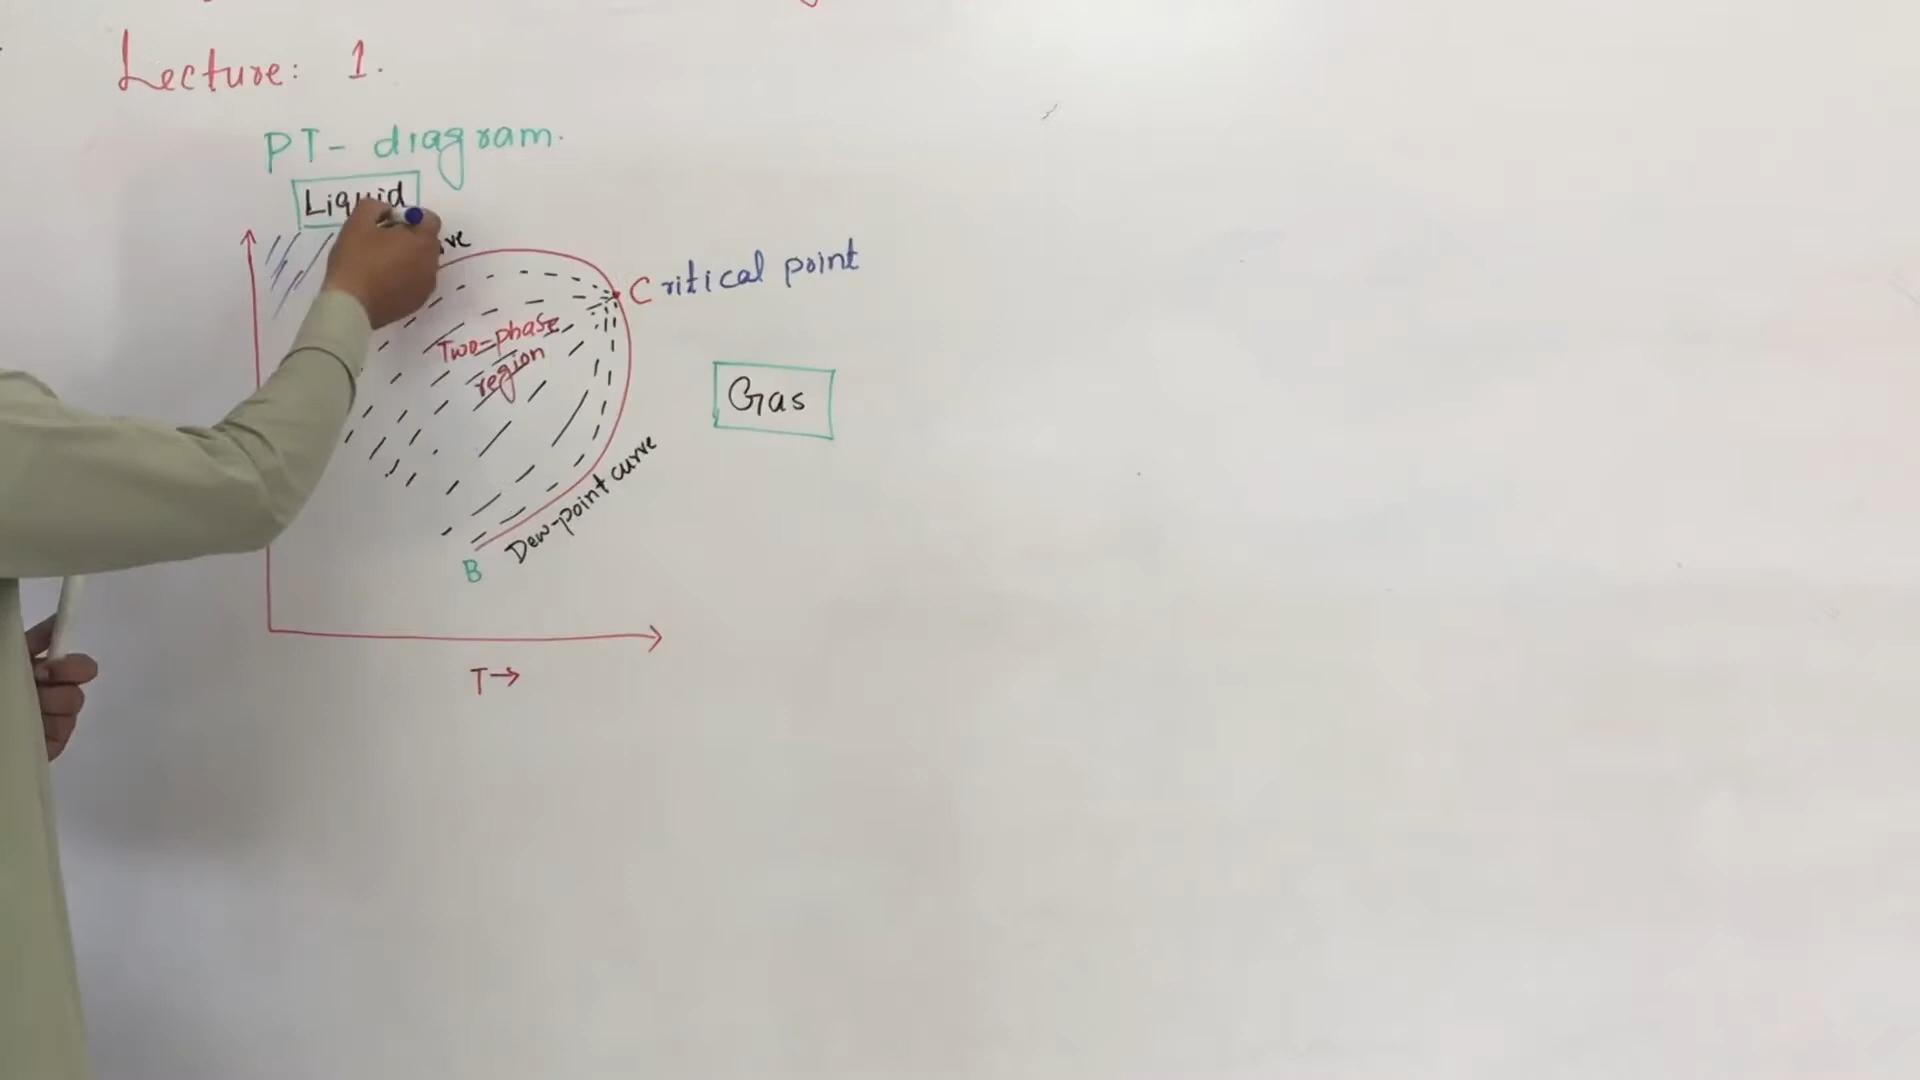 Lecture: 1.
PT- diagram.
Liquid
Critical point
Two-phase
region
Gas
Dew-point curve
B
T→